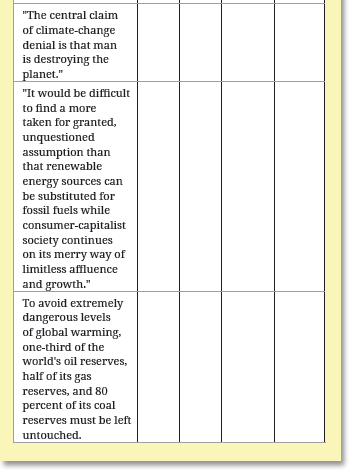 "The central claim
of climate-change
denial is that man
is destroying the
planet."
"It would be difficult
to find a more
taken for granted,
unquestioned
assumption than
that renewable
energy sources can
be substituted for
fossil fuels while
consumer-capitalist
society continues
on its merry way of
limitless affluence
and growth."
To avoid extremely
dangerous levels
of global warming,
one-third of the
world's oil reserves,
half of its gas
reserves, and 80
percent of its coal
reserves must be left
untouched.